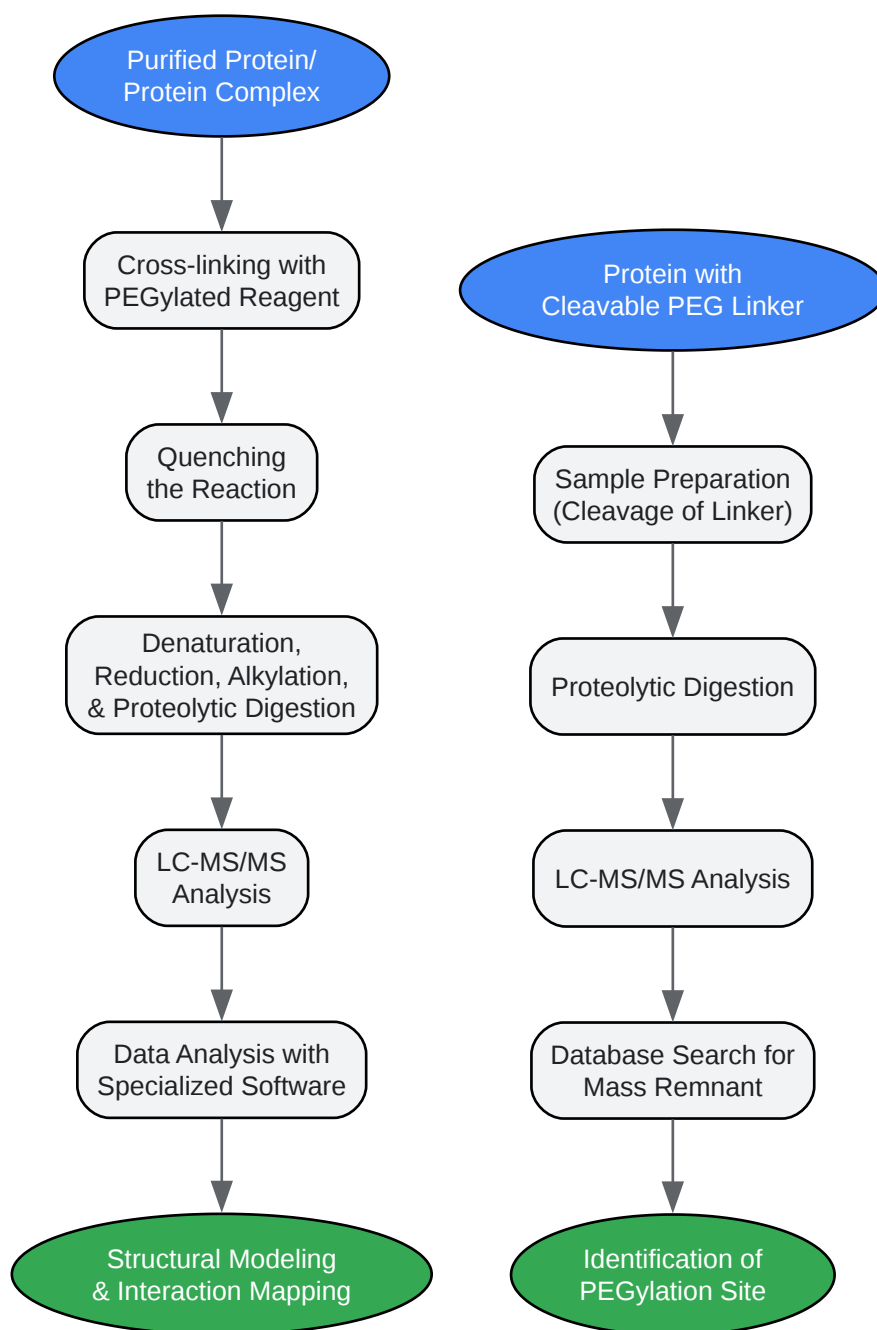 Purified Protein/
Protein Complex
Cross-linking with
PEGylated Reagent
Quenching
the Reaction
Denaturation,
Reduction, Alkylation,
& Proteolytic Digestion
LC-MS/MS
Analysis
Data Analysis with
Specialized Software
Structural Modeling
& Interaction Mapping
Protein with
Cleavable PEG Linker
Sample Preparation
(Cleavage of Linker)
Proteolytic Digestion
LC-MS/MS Analysis
Database Search for
Mass Remnant
Identification of
PEGylation Site